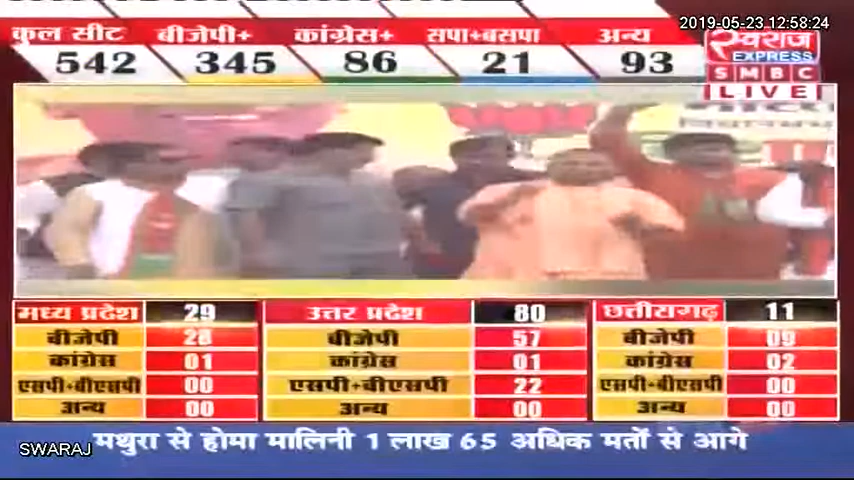 2019-05-23 12:58:24
कुल सीट बीजेपी+ कांग्रेस+ सपा+बसपा अन्य
542 345 86 21 93
स्वराज
EXPRESS
SMBC
LIVE
मध्य प्रदेश 29
बीजेपी 28
कांग्रेस 01
एसपी+बीएसपी 00
अन्य 00
उत्तर प्रदेश 80
बीजेपी 57
कांग्रेस 01
एसपी+बीएसपी 22
अन्य 00
छत्तीसगढ़ 11
बीजेपी 09
कांग्रेस 02
एसपी+बीएसपी 00
अन्य 00
SWARAJ
मथुरा से होमा मालिनी 1 लाख 65 अधिक मतों से आगे